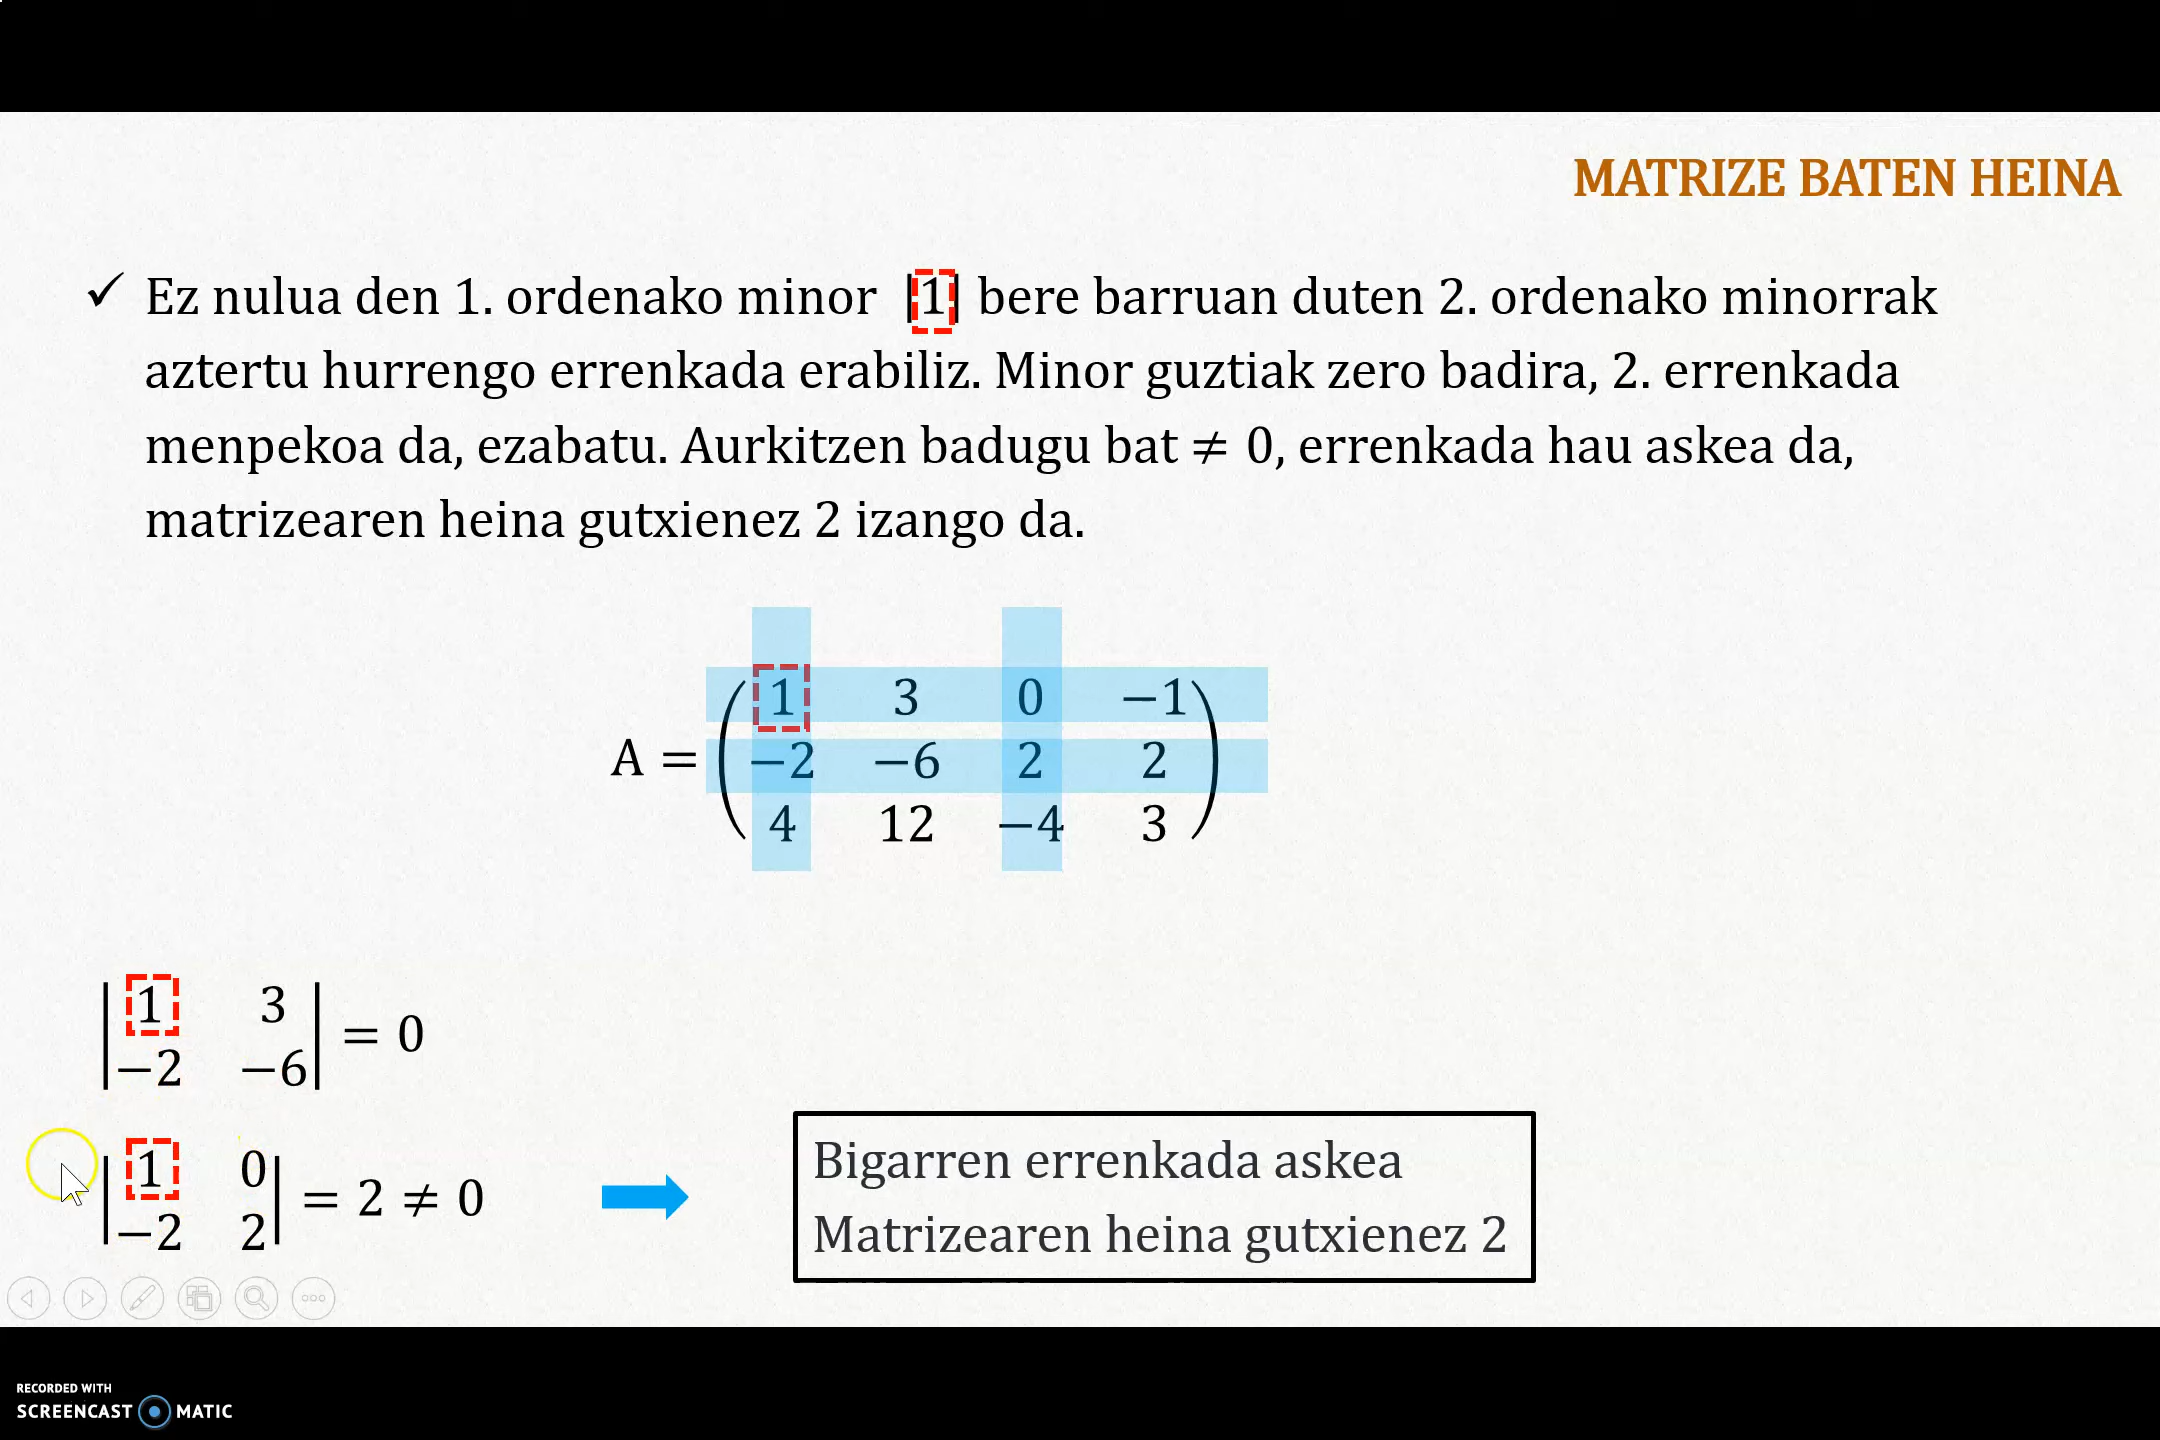 MATRIZE BATEN HEINA
✓ Ez nulua den 1. ordenako minor |1| bere barruan duten 2. ordenako minorrak
aztertu hurrengo errenkada erabiliz. Minor guztiak zero badira, 2. errenkada
menpekoa da, ezabatu. Aurkitzen badugu bat ≠ 0, errenkada hau askea da,
matrizearen heina gutxienez 2 izango da.
1 3 0 −1
A = −2 −6 2 2
4 12 −4 3
1 3
−2 −6 = 0
1 0
−2 2 = 2 ≠ 0
Bigarren errenkada askea
Matrizearen heina gutxienez 2
RECORDED WITH
SCREENCAST MATIC